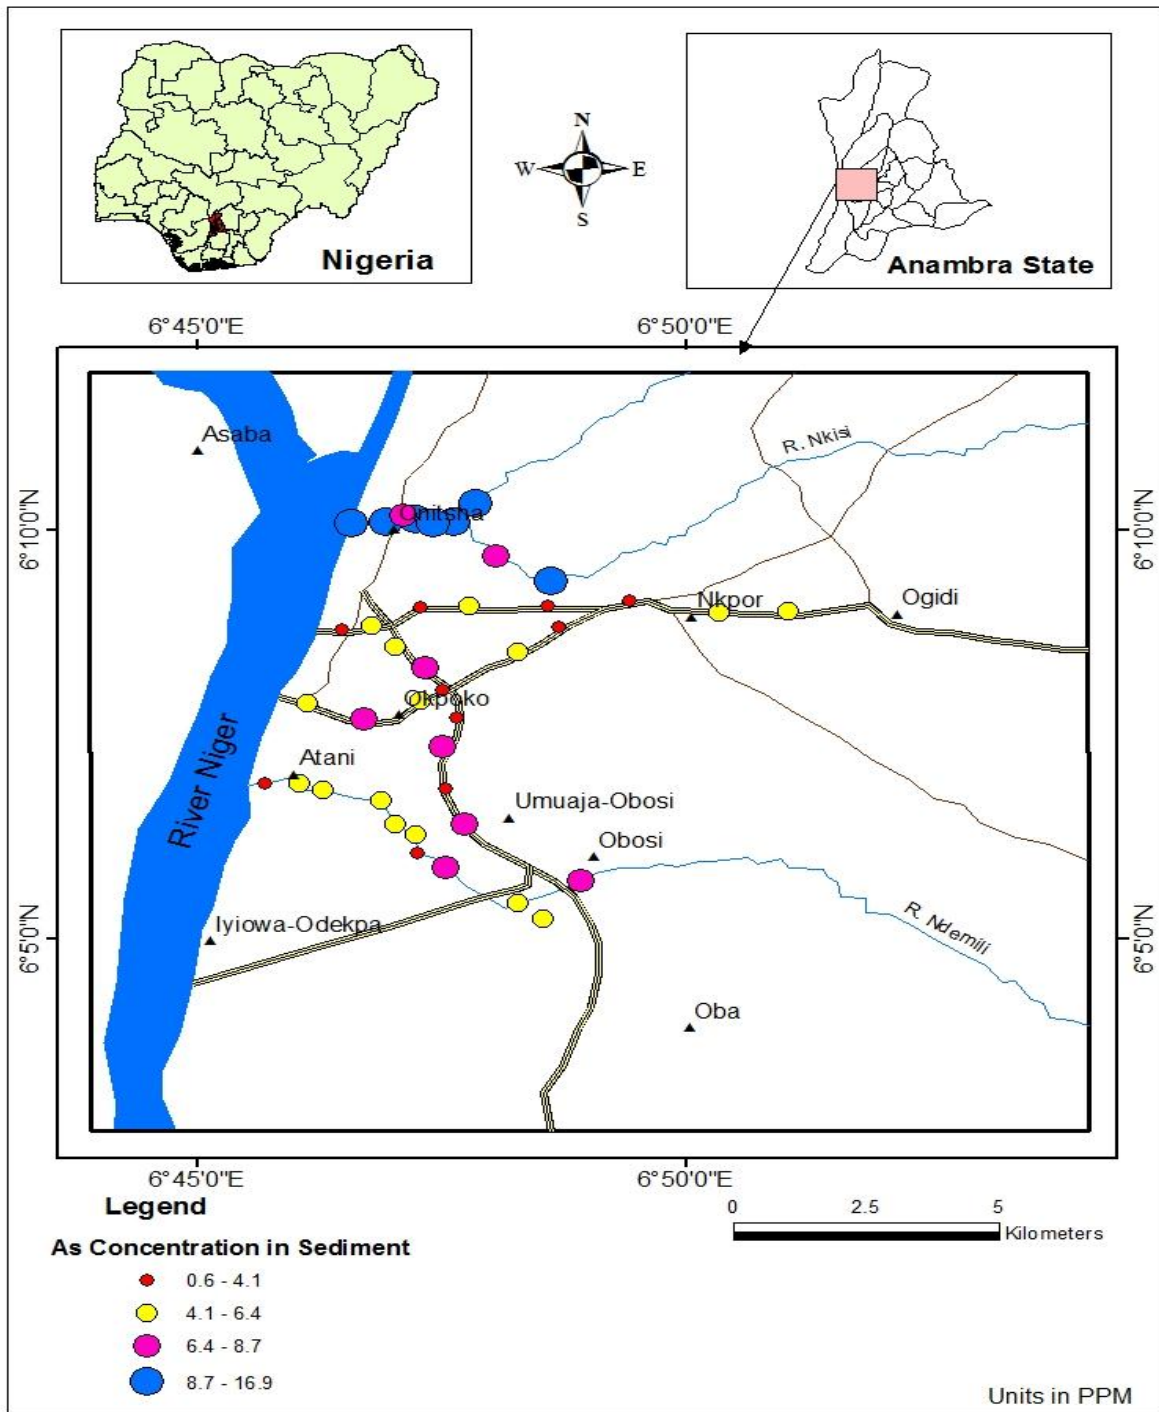 Nigeria
N
W E
S
Anambra State
6°45'0"E 6°50'0"E
Asaba
R. Nkisi
Onitsha
6°10'0"N 6°10'0"N
Nkpor
Ogidi
Okpoko
River Niger
Atani
Umuaja-Obosi
Obosi
Iyiowa-Odekpa
R. Ndemili
6°5'0"N 6°5'0"N
Oba
6°45'0"E 6°50'0"E
Legend
0 2.5 5
Kilometers
As Concentration in Sediment
0.6 - 4.1
4.1 - 6.4
6.4 - 8.7
8.7 - 16.9
Units in PPM